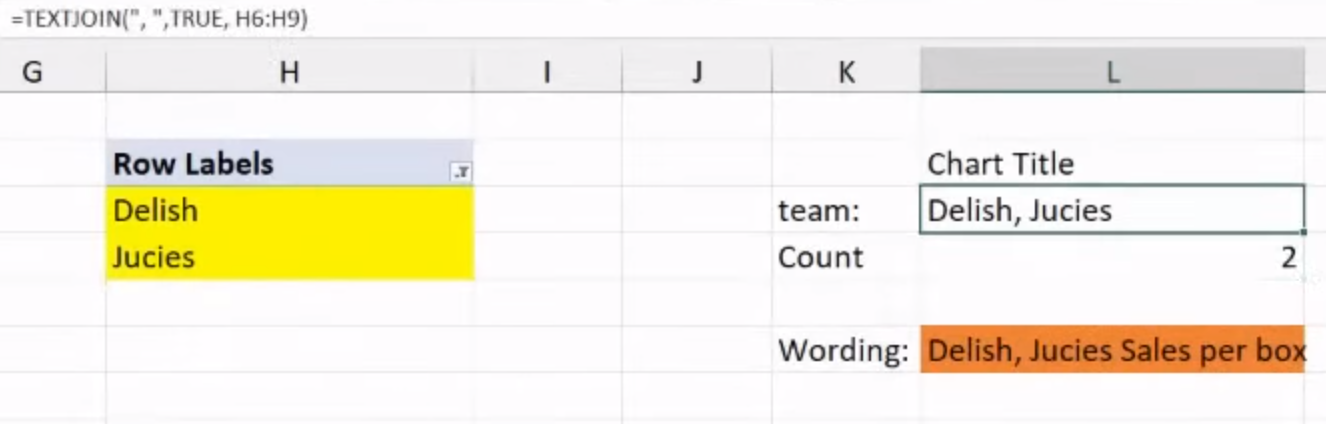 =TEXTJOIN(", ",TRUE, H6:H9)
G H I J K L
Row Labels Chart Title
Delish team: Delish, Jucies
Jucies Count 2
Wording: Delish, Jucies Sales per box